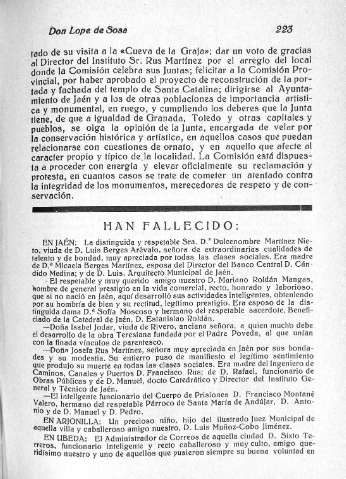 Don Lope de Sosa 223
tado de su visita a la «Cueva de la Graja»; dar un voto de gracias
al Director del Instituto Sr. Rus Martínez por el arreglo del local
donde la Comisión celebra sus Juntas; felicitar a la Comisión Pro-
vincial, por haber aprobado el proyecto de reconstrucción de la por-
tada y fachada del templo de Santa Catalina; dirigirse al Ayunta-
miento de Jaén y a los de otras poblaciones de importancia artísti-
ca y monumental, en ruego, y cumpliendo los deberes que la Junta
tiene, de que a igualdad de Granada, Toledo y otras capitales y
pueblos, se oiga la opinión de la Junta, encargada de velar por
la conservación histórica y artística, en aquellos casos que puedan
relacionarse con cuestiones de ornato, y en aquello que afecte al
carácter propio y típico de la localidad. La Comisión está dispues-
ta a proceder con energía y elevar oficialmente su reclamación y
protesta, en cuantos casos se trate de cometer un atentado contra
la integridad de los monumentos, merecedores de respeto y de con-
servación.
HAN FALLECIDO:
EN JAÉN: La distinguida y respetable Sra. D.ª Dulcenombre Martínez Nie-
to, viuda de D. Luis Berges Arévalo, señora de extraordinarias cualidades de
talento y de bondad, muy apreciada por todas las clases sociales. Era madre
de D.ª Micaela Berges Martínez, esposa del Director del Banco Central D. Cán-
dido Medina; y de D. Luis, Arquitecto Municipal de Jaén.
—El respetable y muy querido amigo nuestro D. Mariano Roldán Mangas,
hombre de general prestigio en la vida comercial, recto, honrado y laborioso,
que si no nació en Jaén, aquí desarrolló sus actividades inteligentes, obteniendo
por su hombría de bien y su rectitud, legítimo prestigio. Era esposo de la dis-
tinguida dama D.ª Sofía Moscoso y hermano del respetable sacerdote, Benefi-
ciado de la Catedral de Jaén, D. Estanislao Roldán.
—Doña Isabel Jodar, viuda de Rivero, anciana señora, a quien mucho debe
el desarrollo de la obra Teresiana fundada por el Padre Poveda, al que unían
con la finada vínculos de parentesco.
—Doña Josefa Rus Martínez, señora muy apreciada en Jaén por sus bonda-
des y su modestia. Su entierro puso de manifiesto el legítimo sentimiento
que produjo su muerte en todas las clases sociales. Era madre del Ingeniero de
Caminos, Canales y Puertos D. Francisco Rus; de D. Rafael, funcionario de
Obras Públicas y de D. Manuel, docto Catedrático y Director del Instituto Ge-
neral y Técnico de Jaén.
—El inteligente funcionario del Cuerpo de Prisiones D. Francisco Montané
Valero, hermano del respetable Párroco de Santa María de Andújar, D. Anto-
nio y de D. Manuel y D. Pedro.
EN ARJONILLA: Un precioso niño, hijo del ilustrado Juez Municipal de
aquella villa y caballeroso amigo nuestro, D. Luis Muñoz-Cobo Jiménez.
EN UBEDA: El Administrador de Correos de aquella ciudad D. Sixto Te-
rreros, funcionario inteligente y recto caballeroso y muy culto, amigo que-
ridísimo nuestro y uno de aquellos que pusieron siempre su buena voluntad en